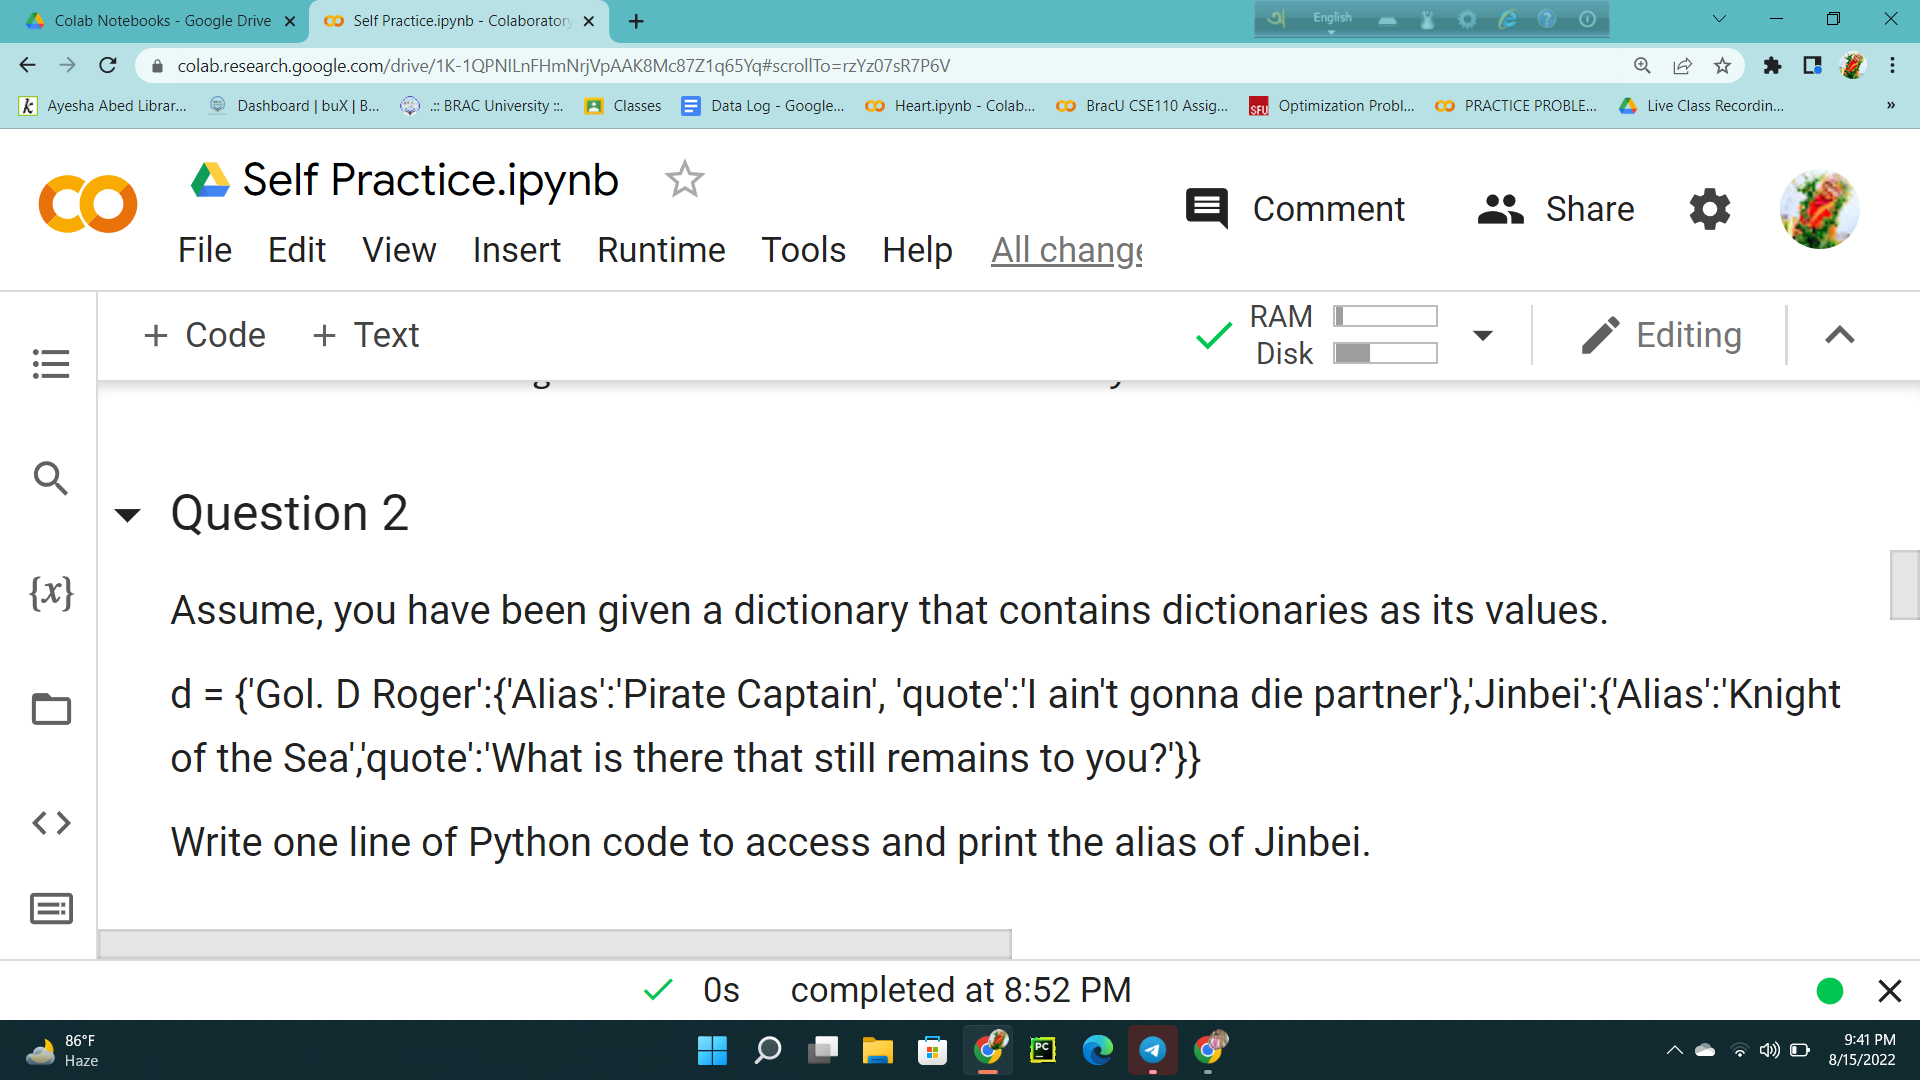 Colab Notebooks - Google Drive
Self Practice.ipynb - Colaboratory
English
colab.research.google.com/drive/1K-1QPNILnFHmNrjVpAAK8Mc87Z1q65Yq#scrollTo=rzYz07sR7P6V
k Ayesha Abed Librar...
Dashboard | buX | B...
.:: BRAC University ::.
Classes
Data Log - Google...
Heart.ipynb - Colab...
BracU CSE110 Assig...
SFU Optimization Probl...
PRACTICE PROBLE...
Live Class Recordin...
»
Self Practice.ipynb
Comment
Share
File Edit View Insert Runtime Tools Help All change
+ Code + Text
RAM
Disk
Editing
{x}
Question 2
Assume, you have been given a dictionary that contains dictionaries as its values.
d = {'Gol. D Roger':{'Alias':'Pirate Captain', 'quote':'I ain't gonna die partner'},'Jinbei':{'Alias':'Knight
of the Sea','quote':'What is there that still remains to you?'}}
Write one line of Python code to access and print the alias of Jinbei.
0s completed at 8:52 PM
86°F
Haze
PC
9:41 PM
8/15/2022